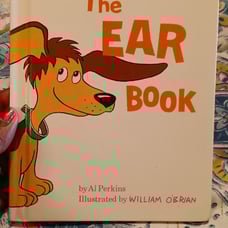 The
EAR
BOOK
by Al Perkins
Illustrated by WILLIAM O'BRIAN